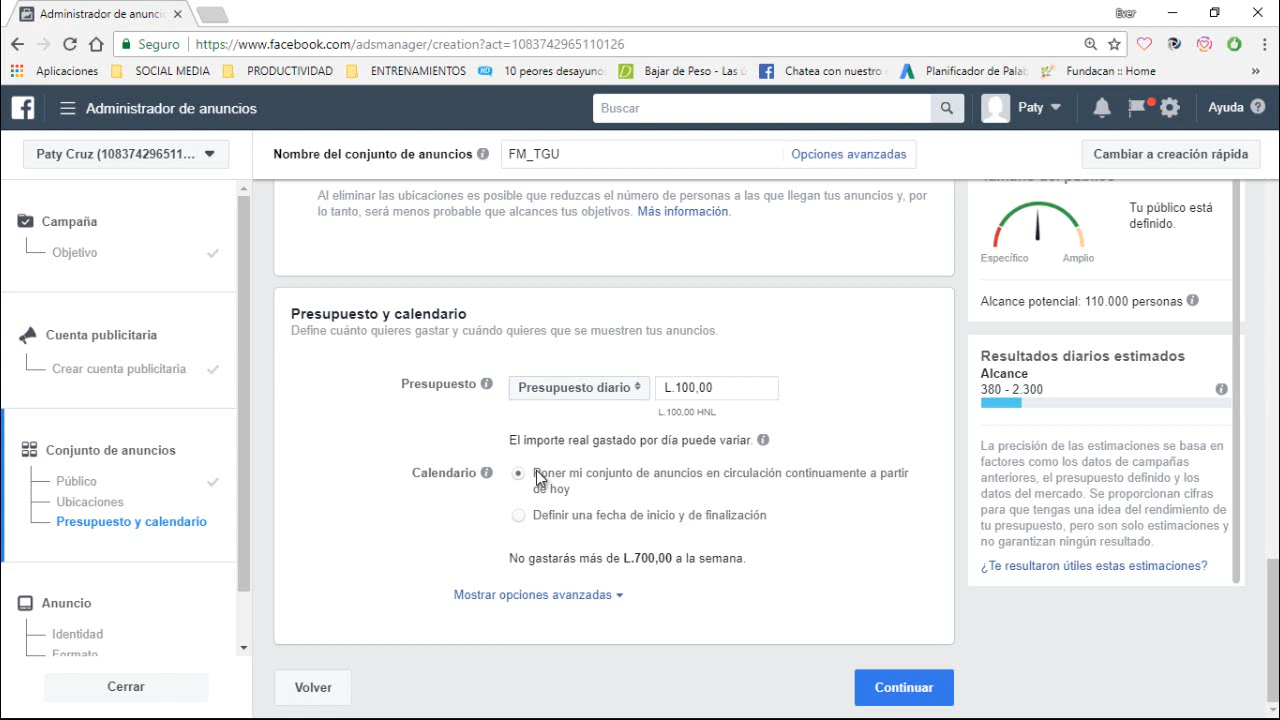 Administrador de anuncio
Ever
Seguro
https://www.facebook.com/adsmanager/creation?act=1083742965110126
Aplicaciones
SOCIAL MEDIA
PRODUCTIVIDAD
ENTRENAMIENTOS
10 peores desayuno
Bajar de Peso - Las ú
Chatea con nuestro
Planificador de Palab
Fundacan :: Home
»
Administrador de anuncios
Buscar
Paty
Ayuda
Paty Cruz (108374296511...
Nombre del conjunto de anuncios
FM_TGU
Opciones avanzadas
Cambiar a creación rápida
Campaña
Objetivo
Cuenta publicitaria
Crear cuenta publicitaria
Conjunto de anuncios
Público
Ubicaciones
Presupuesto y calendario
Anuncio
Identidad
Formato
Cerrar
Al eliminar las ubicaciones es posible que reduzcas el número de personas a las que llegan tus anuncios y, por
lo tanto, será menos probable que alcances tus objetivos. Más información.
Presupuesto y calendario
Define cuánto quieres gastar y cuándo quieres que se muestren tus anuncios.
Presupuesto
Presupuesto diario
L.100,00
L.100,00 HNL
El importe real gastado por día puede variar.
Calendario
Poner mi conjunto de anuncios en circulación continuamente a partir
de hoy
Definir una fecha de inicio y de finalización
No gastarás más de L.700,00 a la semana.
Mostrar opciones avanzadas
Volver
Continuar
Tamaño del público
Tu público está
definido.
Específico
Amplio
Alcance potencial: 110.000 personas
Resultados diarios estimados
Alcance
380 - 2.300
La precisión de las estimaciones se basa en
factores como los datos de campañas
anteriores, el presupuesto definido y los
datos del mercado. Se proporcionan cifras
para que tengas una idea del rendimiento de
tu presupuesto, pero son solo estimaciones y
no garantizan ningún resultado.
¿Te resultaron útiles estas estimaciones?